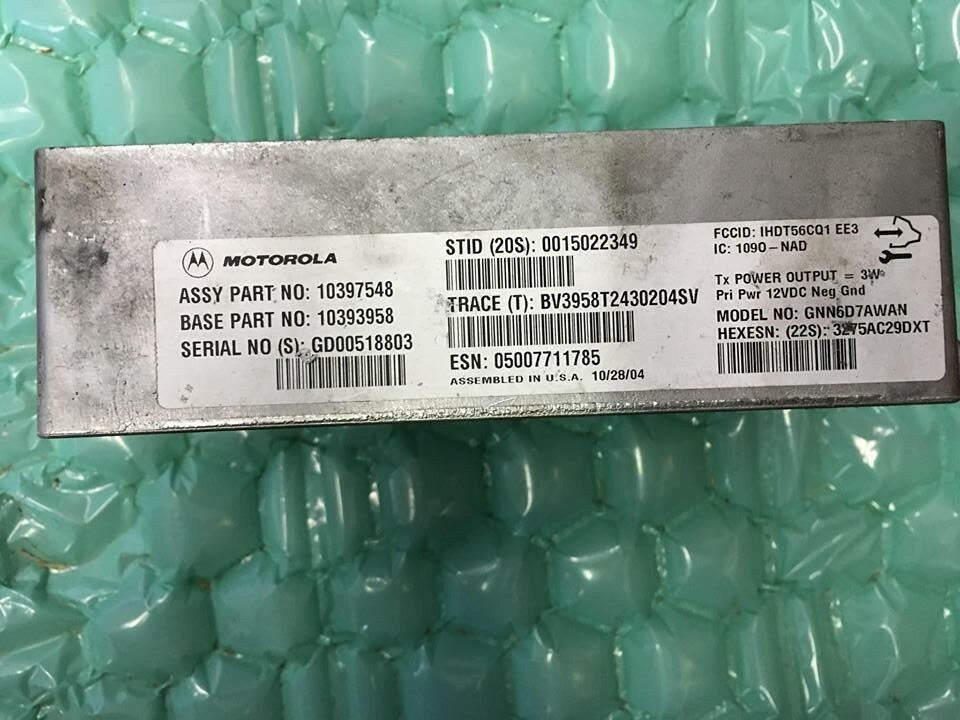 MOTOROLA
ASSY PART NO: 10397548
BASE PART NO: 10393958
SERIAL NO (S): GD00518803
STID (20S): 0015022349
TRACE (T): BV3958T2430204SV
ESN: 05007711785
ASSEMBLED IN U.S.A. 10/28/04
FCCID: IHDT56CQ1 EE3
IC: 109O-NAD
Tx POWER OUTPUT = 3W
Pri Pwr 12VDC Neg Gnd
MODEL NO: GNN6D7AWAN
HEXESN: (22S): 3275AC29DXT